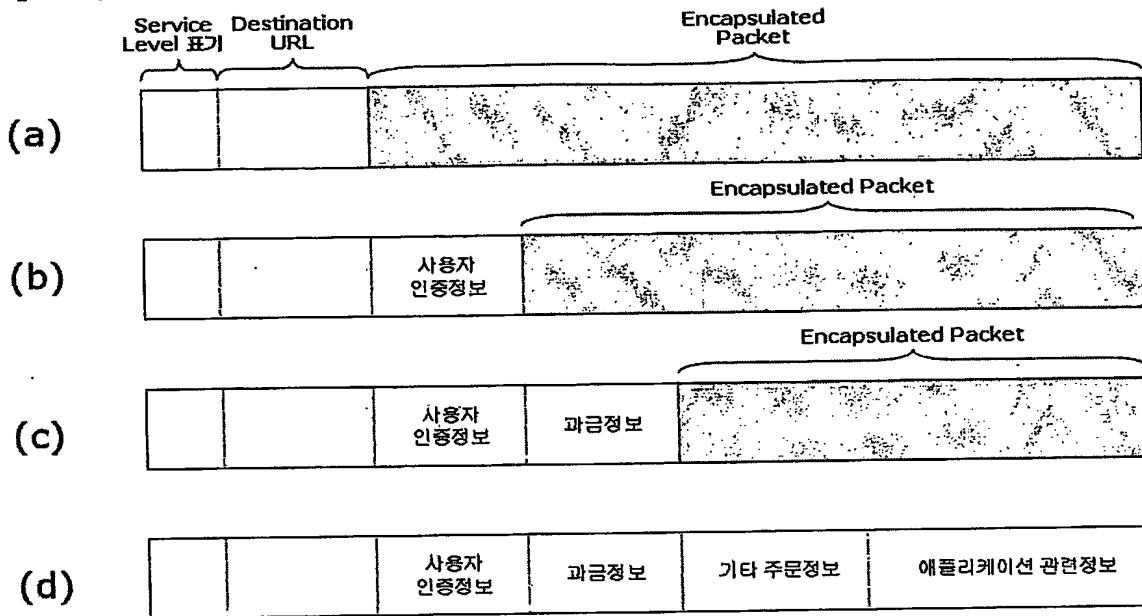 Service
Level 표기
Destination
URL
Encapsulated
Packet
(a)
Encapsulated Packet
(b)
사용자
인증정보
Encapsulated Packet
(c)
사용자
인증정보
과금정보
(d)
사용자
인증정보
과금정보
기타 주문정보
애플리케이션 관련정보